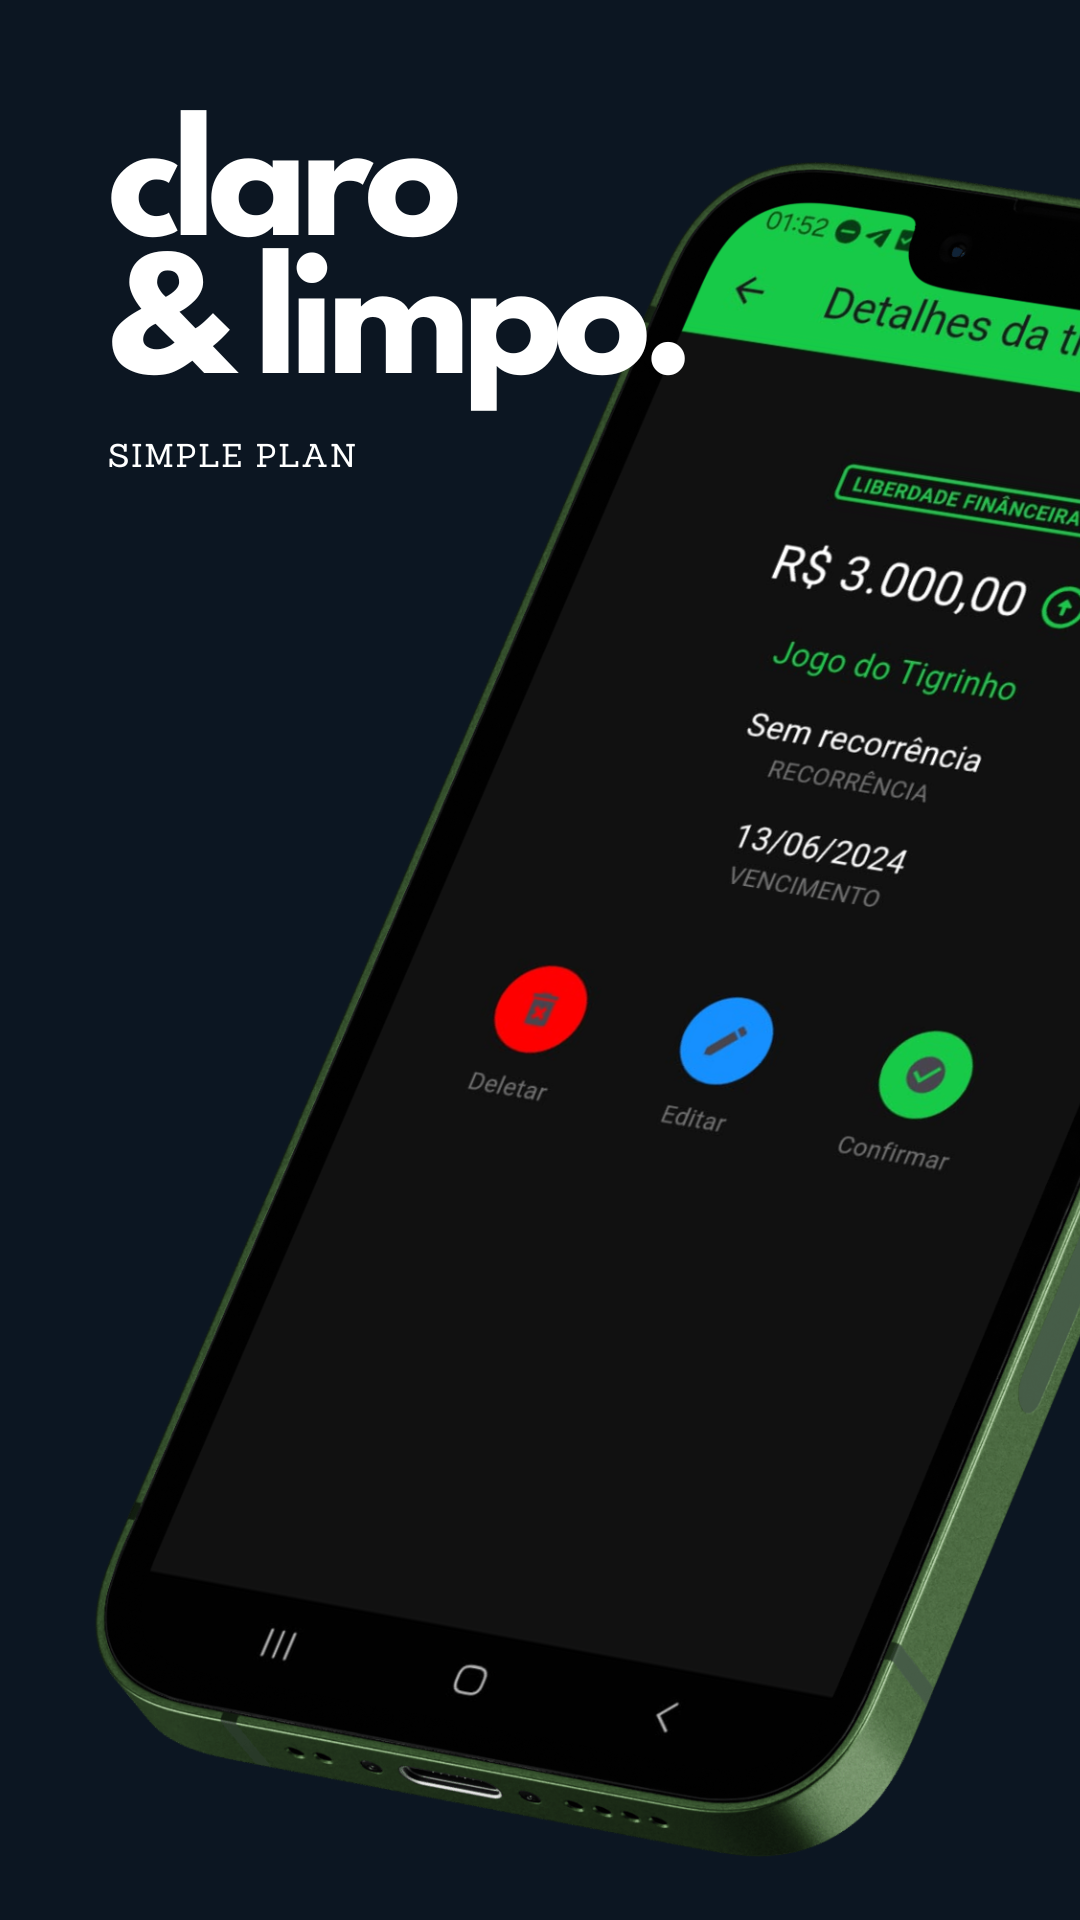 claro
& limpo.
SIMPLE PLAN
01:52
Detalhes da
LIBERDADE FINÂNCEIRA
R$ 3.000,00
Jogo do Tigrinho
Sem recorrência
RECORRÊNCIA
13/06/2024
VENCIMENTO
Deletar
Editar
Confirmar